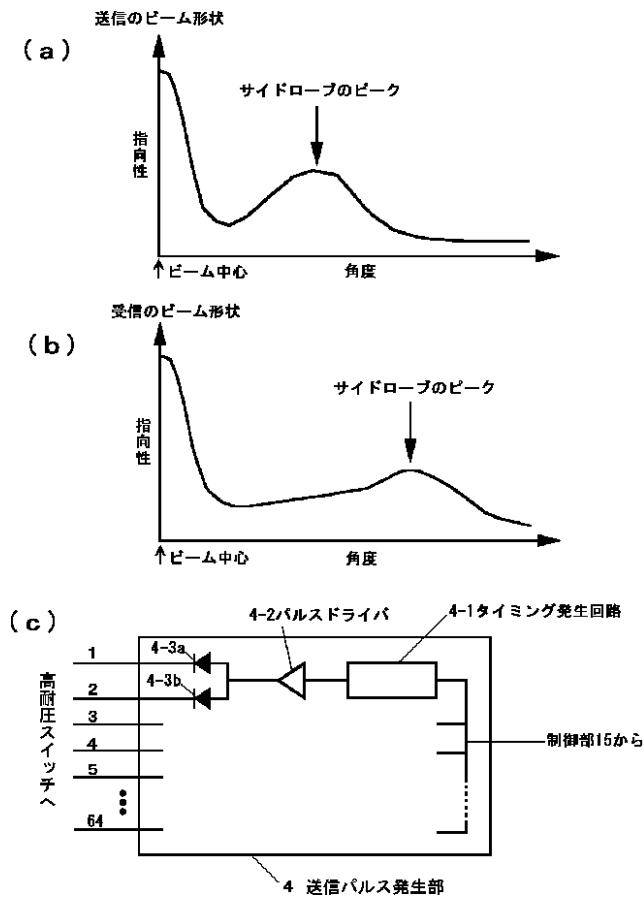 送信のビーム形状
(a)
サイドローブのピーク
指向性
↑ビーム中心
角度
受信のビーム形状
(b)
サイドローブのピーク
指向性
↑ビーム中心
角度
(c)
4-2パルスドライバ
4-1タイミング発生回路
高耐圧スイッチへ
1
4-3a
2
4-3b
3
4
5
64
制御部15から
4 送信パルス発生部